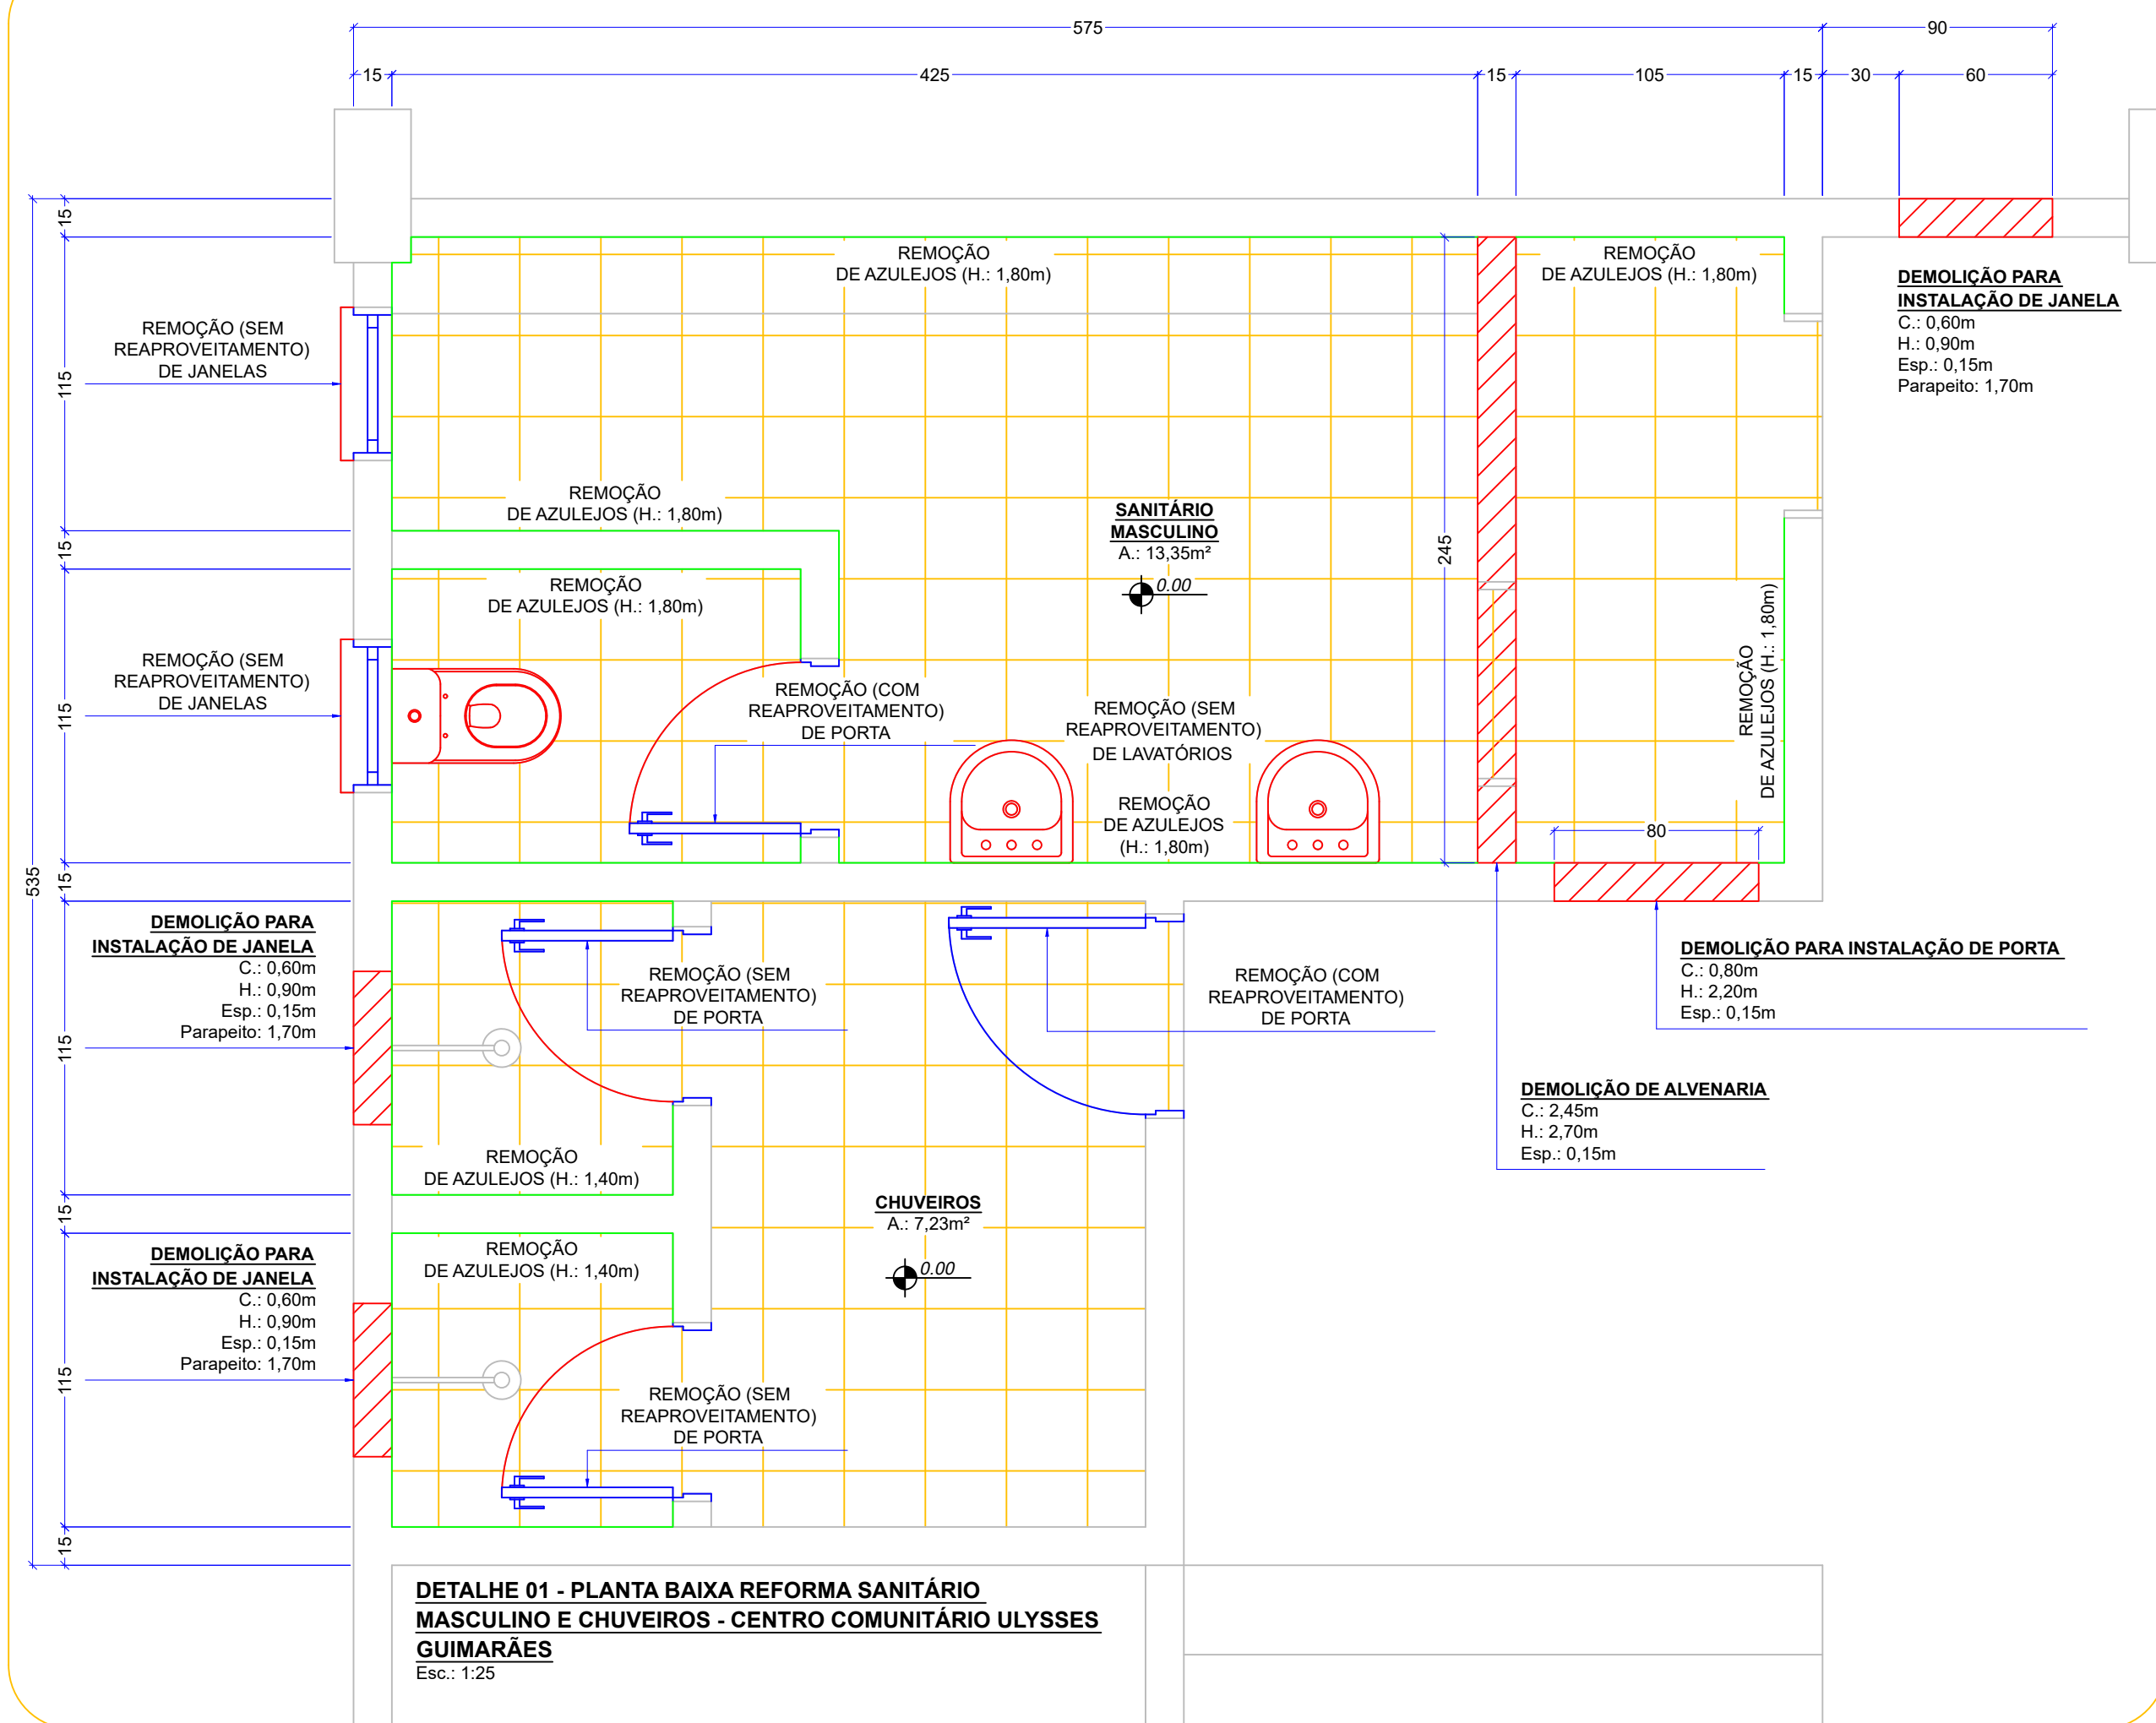 575
90
15
425
15
105
15
30
60
15
115
15
115
15
115
15
115
15
535
245
80
REMOÇÃO
DE AZULEJOS (H.: 1,80m)
REMOÇÃO
DE AZULEJOS (H.: 1,80m)
DEMOLIÇÃO PARA
INSTALAÇÃO DE JANELA
C.: 0,60m
H.: 0,90m
Esp.: 0,15m
Parapeito: 1,70m
REMOÇÃO (SEM
REAPROVEITAMENTO)
DE JANELAS
REMOÇÃO
DE AZULEJOS (H.: 1,80m)
SANITÁRIO
MASCULINO
A.: 13,35m²
0.00
REMOÇÃO
DE AZULEJOS (H.: 1,80m)
REMOÇÃO
DE AZULEJOS (H.: 1,80m)
REMOÇÃO (SEM
REAPROVEITAMENTO)
DE JANELAS
REMOÇÃO (COM
REAPROVEITAMENTO)
DE PORTA
REMOÇÃO (SEM
REAPROVEITAMENTO)
DE LAVATÓRIOS
REMOÇÃO
DE AZULEJOS
(H.: 1,80m)
DEMOLIÇÃO PARA
INSTALAÇÃO DE JANELA
C.: 0,60m
H.: 0,90m
Esp.: 0,15m
Parapeito: 1,70m
REMOÇÃO (SEM
REAPROVEITAMENTO)
DE PORTA
REMOÇÃO (COM
REAPROVEITAMENTO)
DE PORTA
DEMOLIÇÃO PARA INSTALAÇÃO DE PORTA
C.: 0,80m
H.: 2,20m
Esp.: 0,15m
DEMOLIÇÃO DE ALVENARIA
C.: 2,45m
H.: 2,70m
Esp.: 0,15m
REMOÇÃO
DE AZULEJOS (H.: 1,40m)
CHUVEIROS
A.: 7,23m²
0.00
DEMOLIÇÃO PARA
INSTALAÇÃO DE JANELA
C.: 0,60m
H.: 0,90m
Esp.: 0,15m
Parapeito: 1,70m
REMOÇÃO
DE AZULEJOS (H.: 1,40m)
REMOÇÃO (SEM
REAPROVEITAMENTO)
DE PORTA
DETALHE 01 - PLANTA BAIXA REFORMA SANITÁRIO
MASCULINO E CHUVEIROS - CENTRO COMUNITÁRIO ULYSSES
GUIMARÃES
Esc.: 1:25